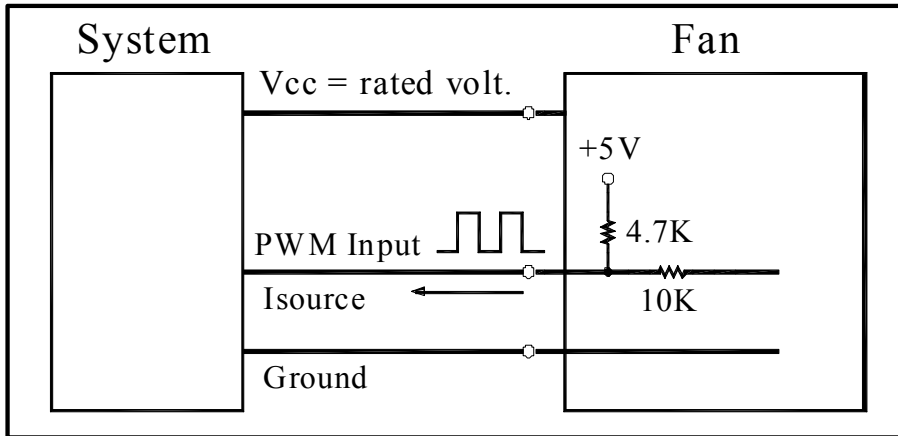 System
Fan
Vcc = rated volt.
+5V
4.7K
PWM Input
10K
Isource
Ground